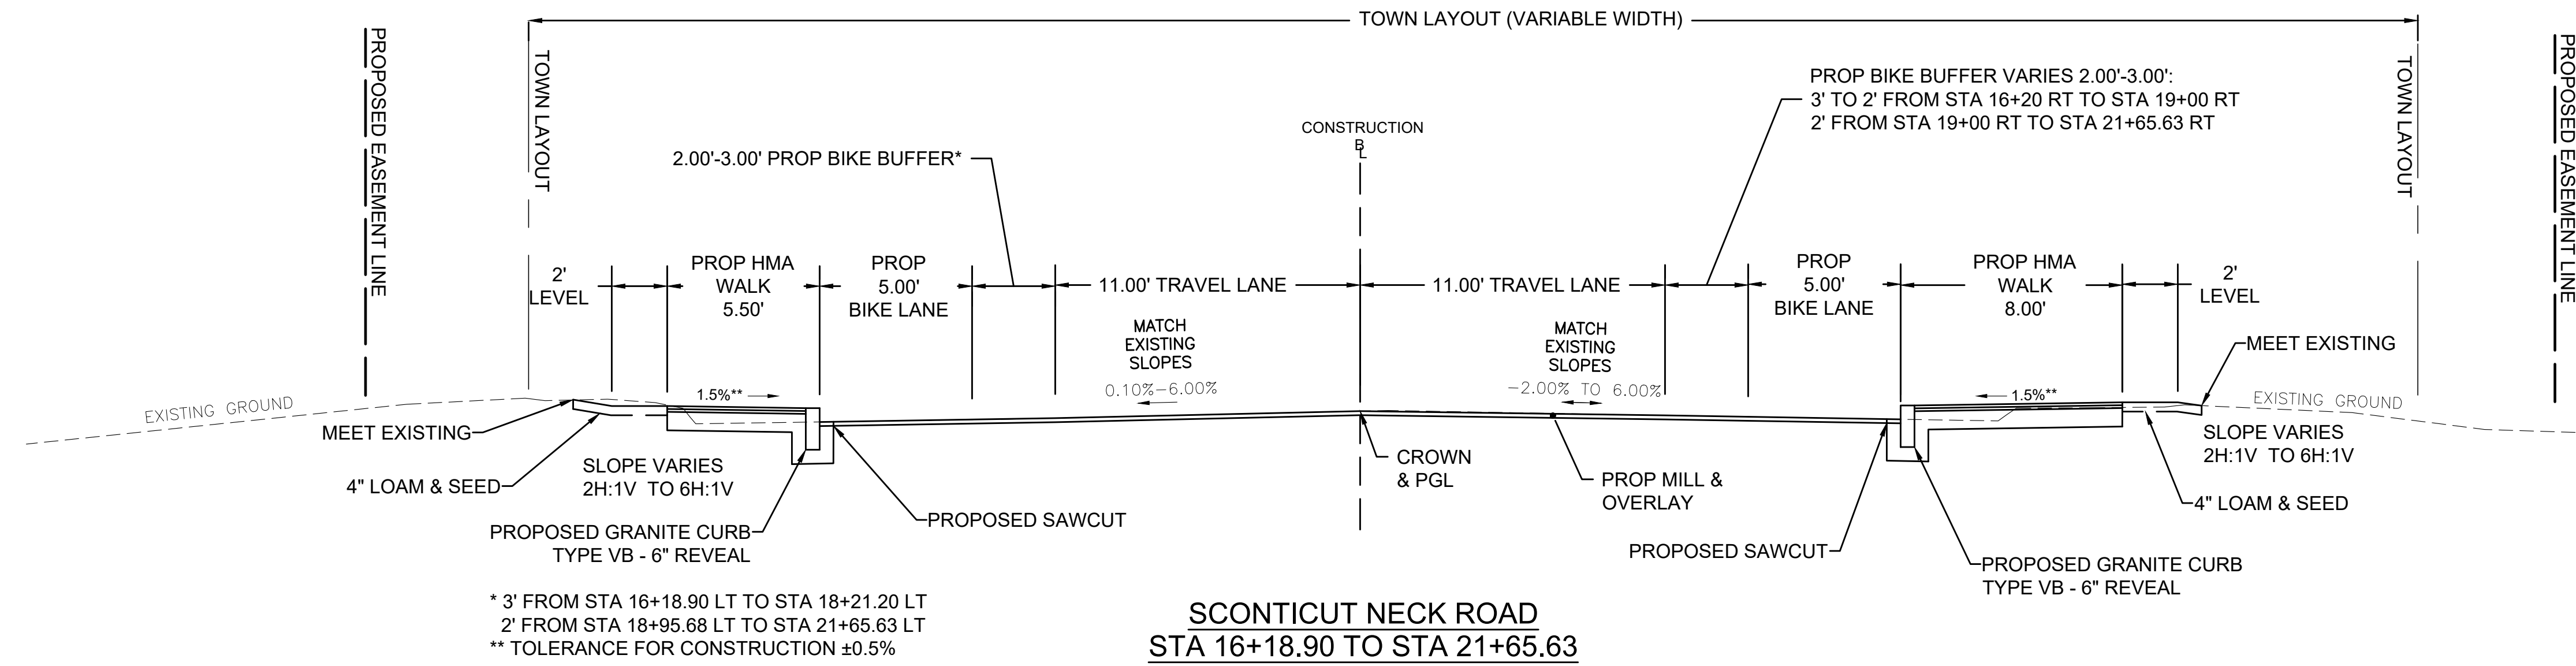 TOWN LAYOUT (VARIABLE WIDTH)
PROPOSED EASEMENT LINE
TOWN LAYOUT
TOWN LAYOUT
PROPOSED EASEMENT LINE
PROP BIKE BUFFER VARIES 2.00'-3.00':
3' TO 2' FROM STA 16+20 RT TO STA 19+00 RT
2' FROM STA 19+00 RT TO STA 21+65.63 RT
CONSTRUCTION
BL
2.00'-3.00' PROP BIKE BUFFER*
2'
LEVEL
PROP HMA
WALK
5.50'
PROP
5.00'
BIKE LANE
11.00' TRAVEL LANE
11.00' TRAVEL LANE
PROP
5.00'
BIKE LANE
PROP HMA
WALK
8.00'
2'
LEVEL
MATCH
EXISTING
SLOPES
0.10%-6.00%
MATCH
EXISTING
SLOPES
-2.00% TO 6.00%
MEET EXISTING
1.5%**
1.5%**
EXISTING GROUND
EXISTING GROUND
MEET EXISTING
4" LOAM & SEED
SLOPE VARIES
2H:1V TO 6H:1V
PROPOSED GRANITE CURB
TYPE VB - 6" REVEAL
PROPOSED SAWCUT
CROWN
& PGL
PROP MILL &
OVERLAY
PROPOSED SAWCUT
SLOPE VARIES
2H:1V TO 6H:1V
4" LOAM & SEED
PROPOSED GRANITE CURB
TYPE VB - 6" REVEAL
* 3' FROM STA 16+18.90 LT TO STA 18+21.20 LT
2' FROM STA 18+95.68 LT TO STA 21+65.63 LT
** TOLERANCE FOR CONSTRUCTION ±0.5%
SCONTICUT NECK ROAD
STA 16+18.90 TO STA 21+65.63